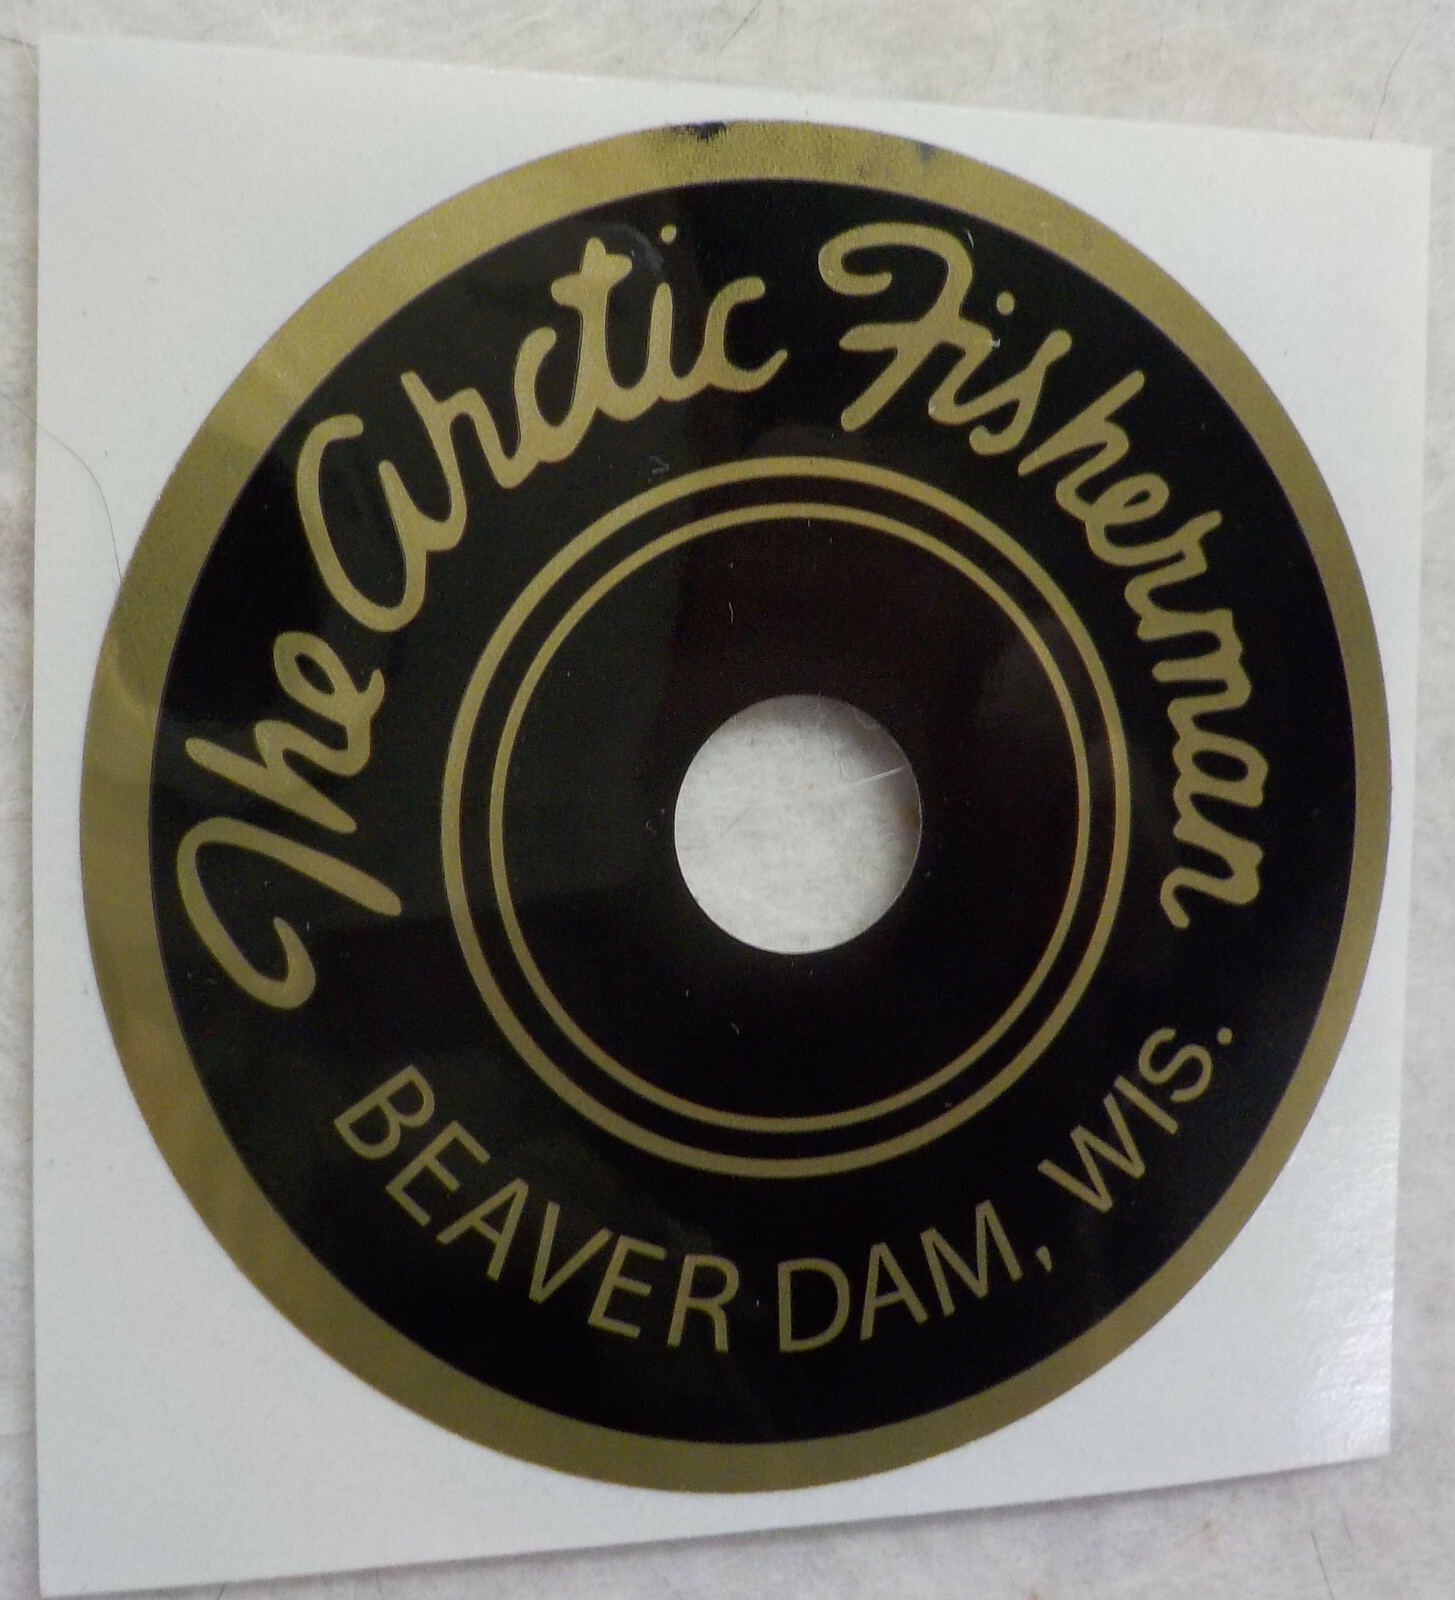 The Arctic Fisherman
BEAVER DAM, WIS.